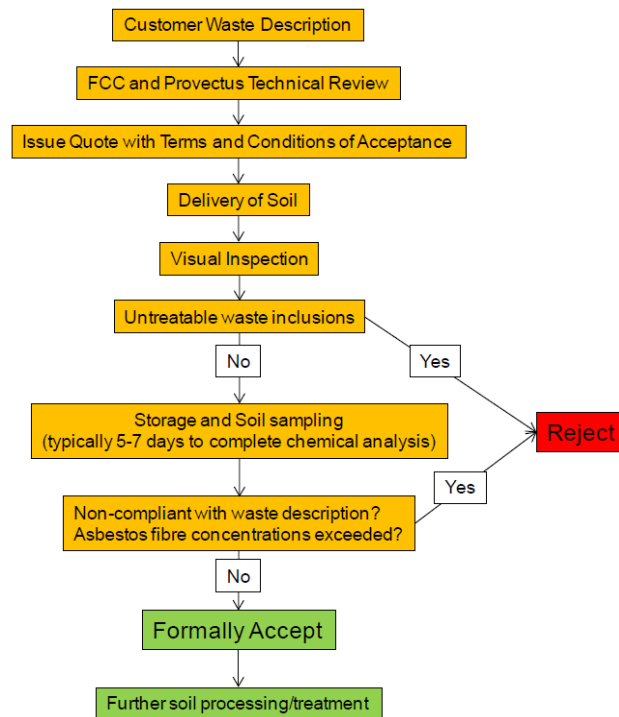 Customer Waste Description
FCC and Provectus Technical Review
Issue Quote with Terms and Conditions of Acceptance
Delivery of Soil
Visual Inspection
Untreatable waste inclusions
No
Yes
Storage and Soil sampling
(typically 5-7 days to complete chemical analysis)
Reject
Yes
Non-compliant with waste description?
Asbestos fibre concentrations exceeded?
No
Formally Accept
Further soil processing/treatment